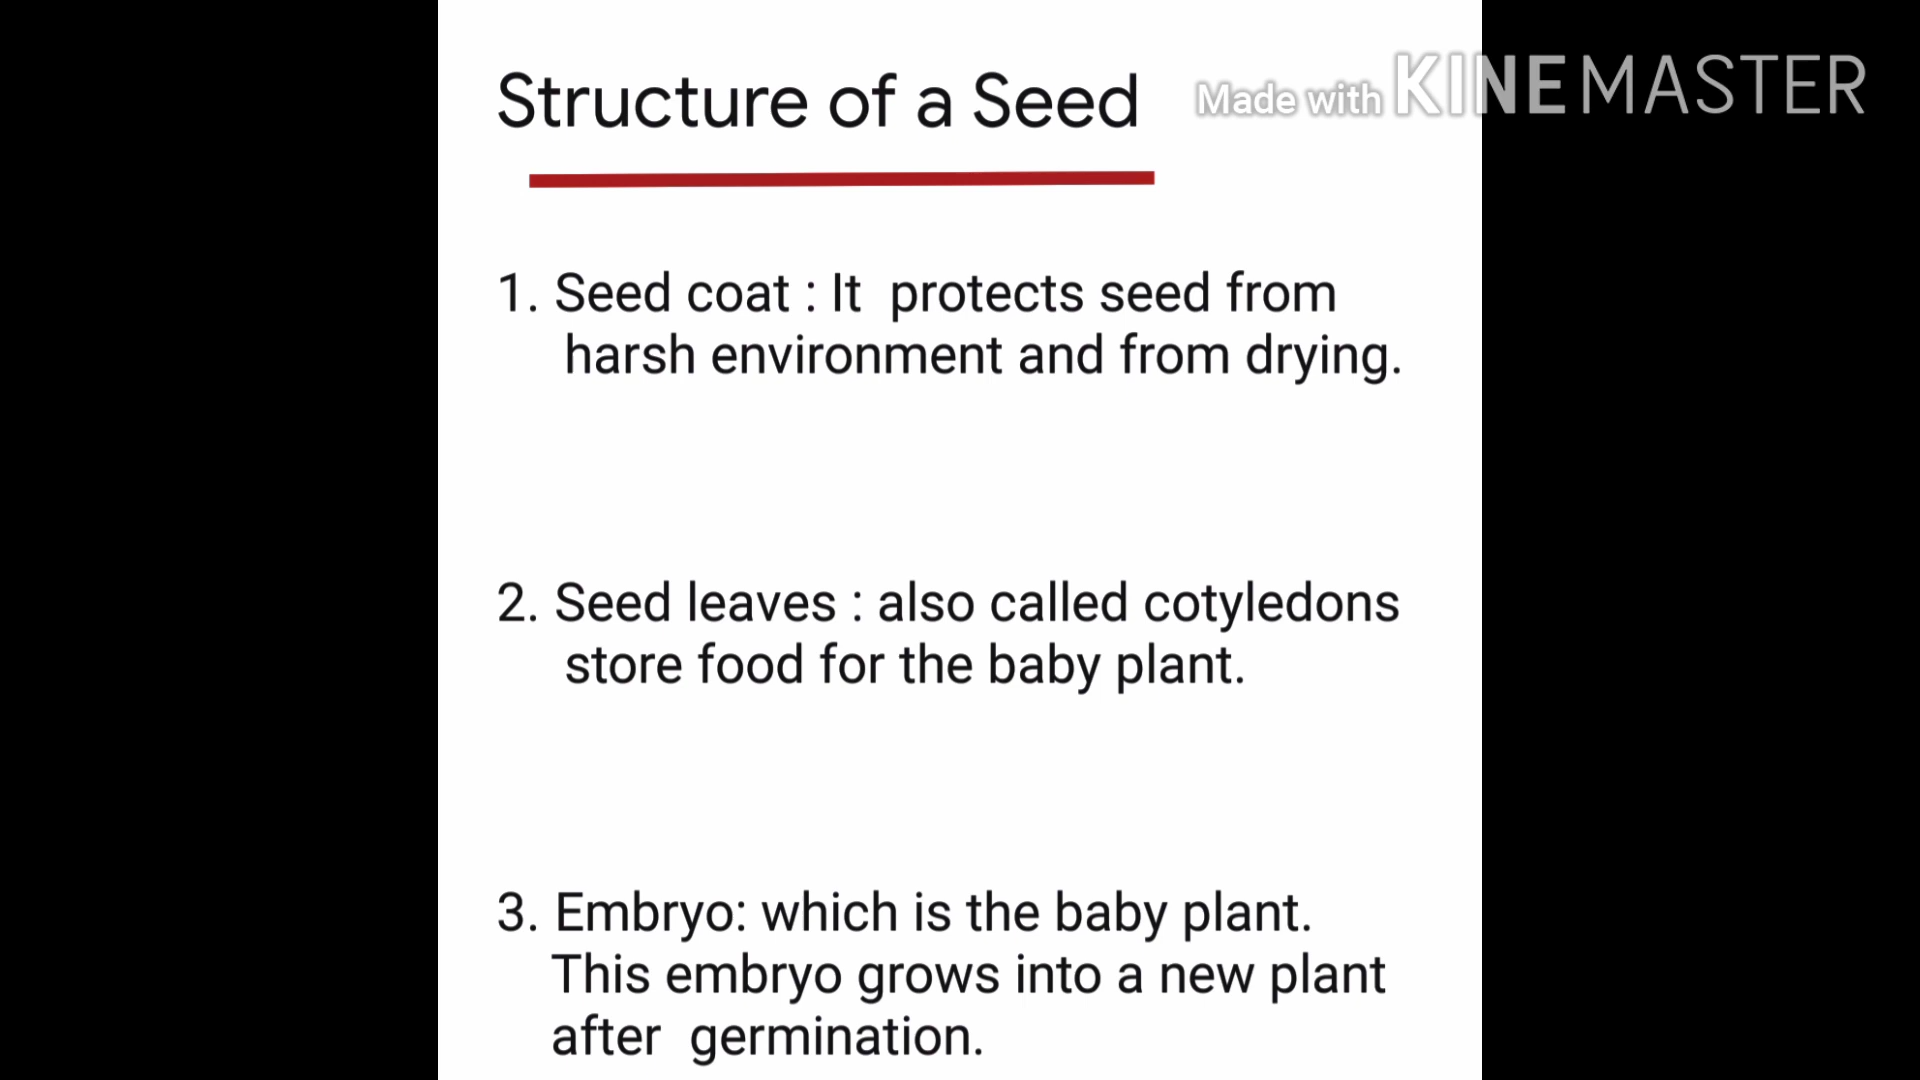 Structure of a Seed
Made with KINEMASTER
1. Seed coat : It  protects seed from
harsh environment and from drying.
2. Seed leaves : also called cotyledons
store food for the baby plant.
3. Embryo: which is the baby plant.
This embryo grows into a new plant
after  germination.